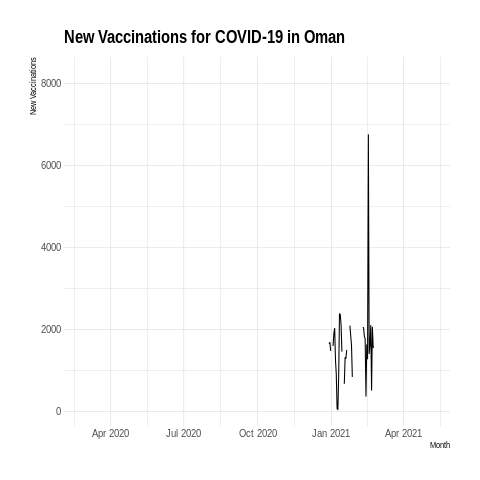 New Vaccinations for COVID-19 in Oman
New Vaccinations
8000
6000
4000
2000
0
Apr 2020 Jul 2020 Oct 2020 Jan 2021 Apr 2021
Month